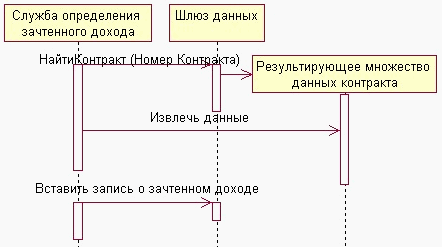 Служба определения
зачтенного дохода
Шлюз данных
НайтиКонтракт (Номер Контракта)
Результирующее множество
данных контракта
Извлечь данные
Вставить запись о зачтенном доходе